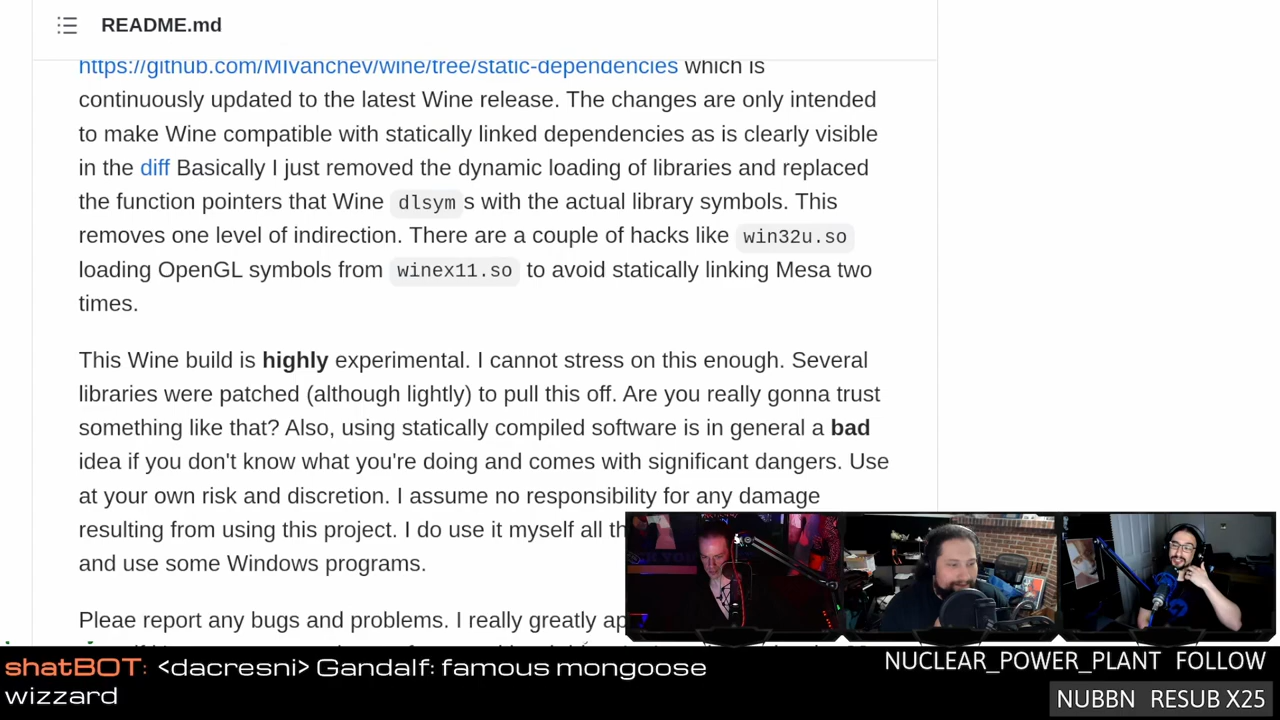 README.md
https://github.com/MIvanchev/wine/tree/static-dependencies which is
continuously updated to the latest Wine release. The changes are only intended
to make Wine compatible with statically linked dependencies as is clearly visible
in the diff Basically I just removed the dynamic loading of libraries and replaced
the function pointers that Wine dlsym s with the actual library symbols. This
removes one level of indirection. There are a couple of hacks like win32u.so
loading OpenGL symbols from winex11.so to avoid statically linking Mesa two
times.
This Wine build is highly experimental. I cannot stress on this enough. Several
libraries were patched (although lightly) to pull this off. Are you really gonna trust
something like that? Also, using statically compiled software is in general a bad
idea if you don't know what you're doing and comes with significant dangers. Use
at your own risk and discretion. I assume no responsibility for any damage
resulting from using this project. I do use it myself all th
and use some Windows programs.
Pleae report any bugs and problems. I really greatly ap
shatBOT: <dacresni> Gandalf: famous mongoose
wizzard
NUCLEAR_POWER_PLANT FOLLOW
NUBBN RESUB X25